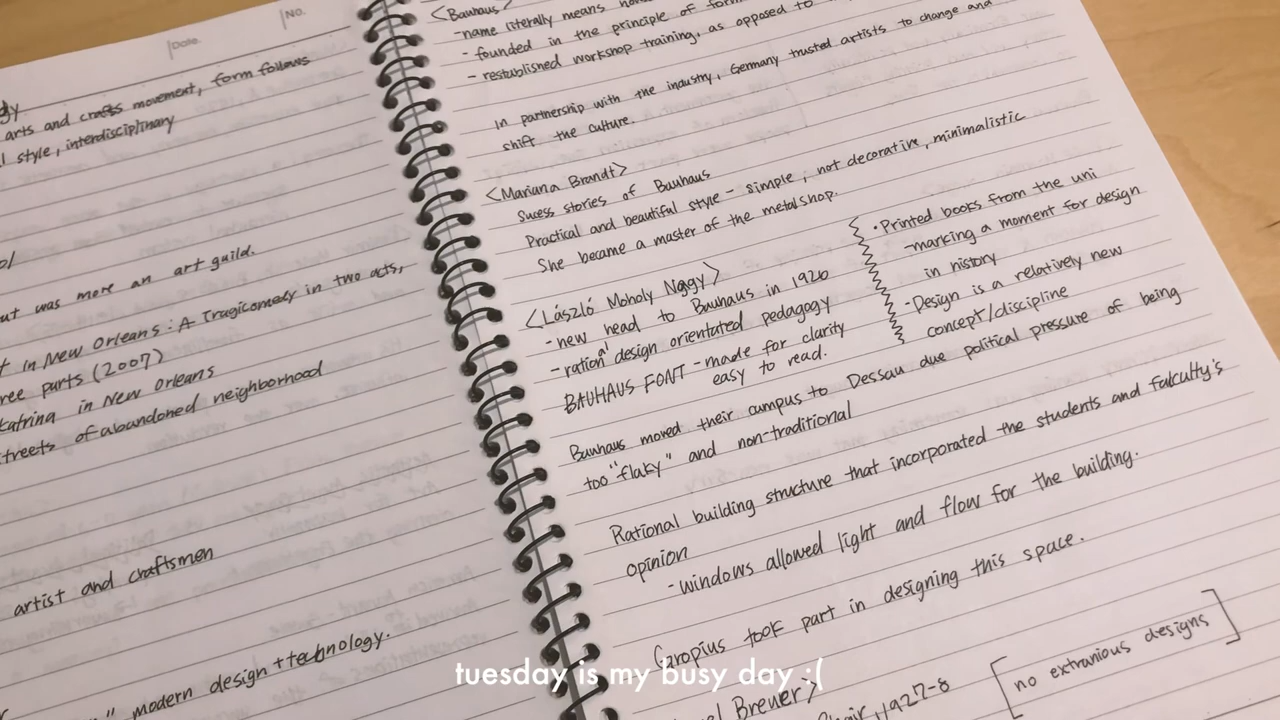 Date.
No.
arts and crafts movement, form follows
style, interdisciplinary
but was more an art guild.
in New Orleans: A Tragicomedy in two acts,
three parts (2007)
Katrina in New Orleans
streets of abandoned neighborhood
artist and craftsmen
" modern design + technology.
<Bauhaus>
-name literally means
- founded in the principle of
- restublished workshop training, as opposed to
In partnership with the industry, Germany trusted artists to change and
shift the culture.
<Mariana Brandt>
Sucess stories of Bauhaus
Practical and beautiful style - simple, not decorative, minimalistic
She became a master of the metalshop.
<László Moholy Nagy>
- new head to Bauhaus in 1926
- rational design orientated pedagogy
BAUHAUS FONT - made for clarity
easy to read.
• Printed books from the uni
-marking a moment for design
in history
• Design is a relatively new
concept/discipline
Bauhaus moved their campus to Dessau due political pressure of being
too "flaky" and non-traditional
Rational building structure that incorporated the students and falculty's
opinion
- windows allowed light and flow for the building.
Gropius took part in designing this space.
Breuer>
chair, 1927-8
[no extranious designs]
tuesday is my busy day :(